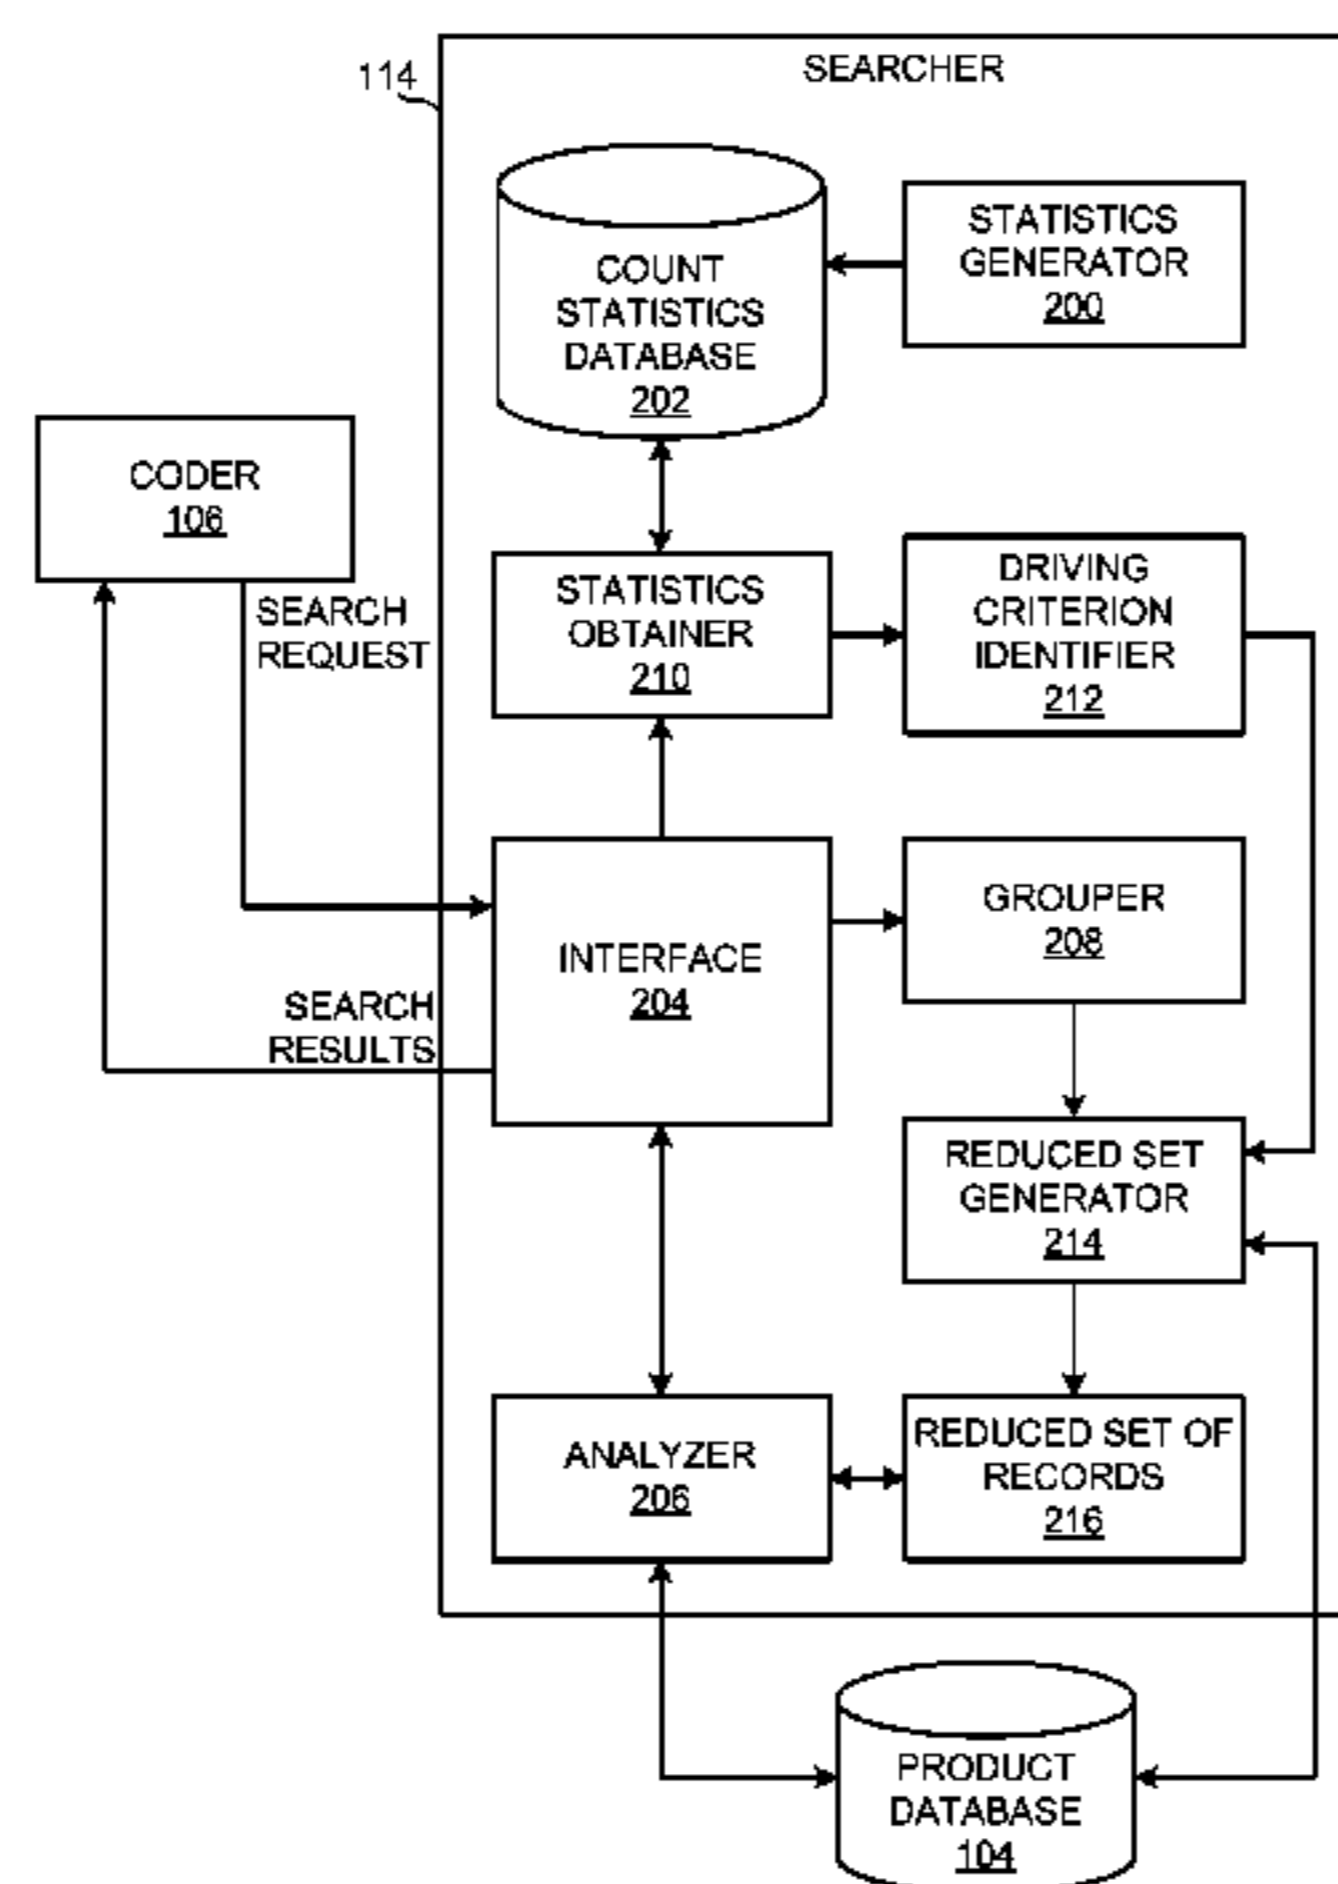 114
SEARCHER
COUNT
STATISTICS
DATABASE
202
STATISTICS
GENERATOR
200
CODER
106
SEARCH
REQUEST
STATISTICS
OBTAINER
210
DRIVING
CRITERION
IDENTIFIER
212
INTERFACE
204
GROUPER
208
SEARCH
RESULTS
REDUCED SET
GENERATOR
214
ANALYZER
206
REDUCED SET OF
RECORDS
216
PRODUCT
DATABASE
104